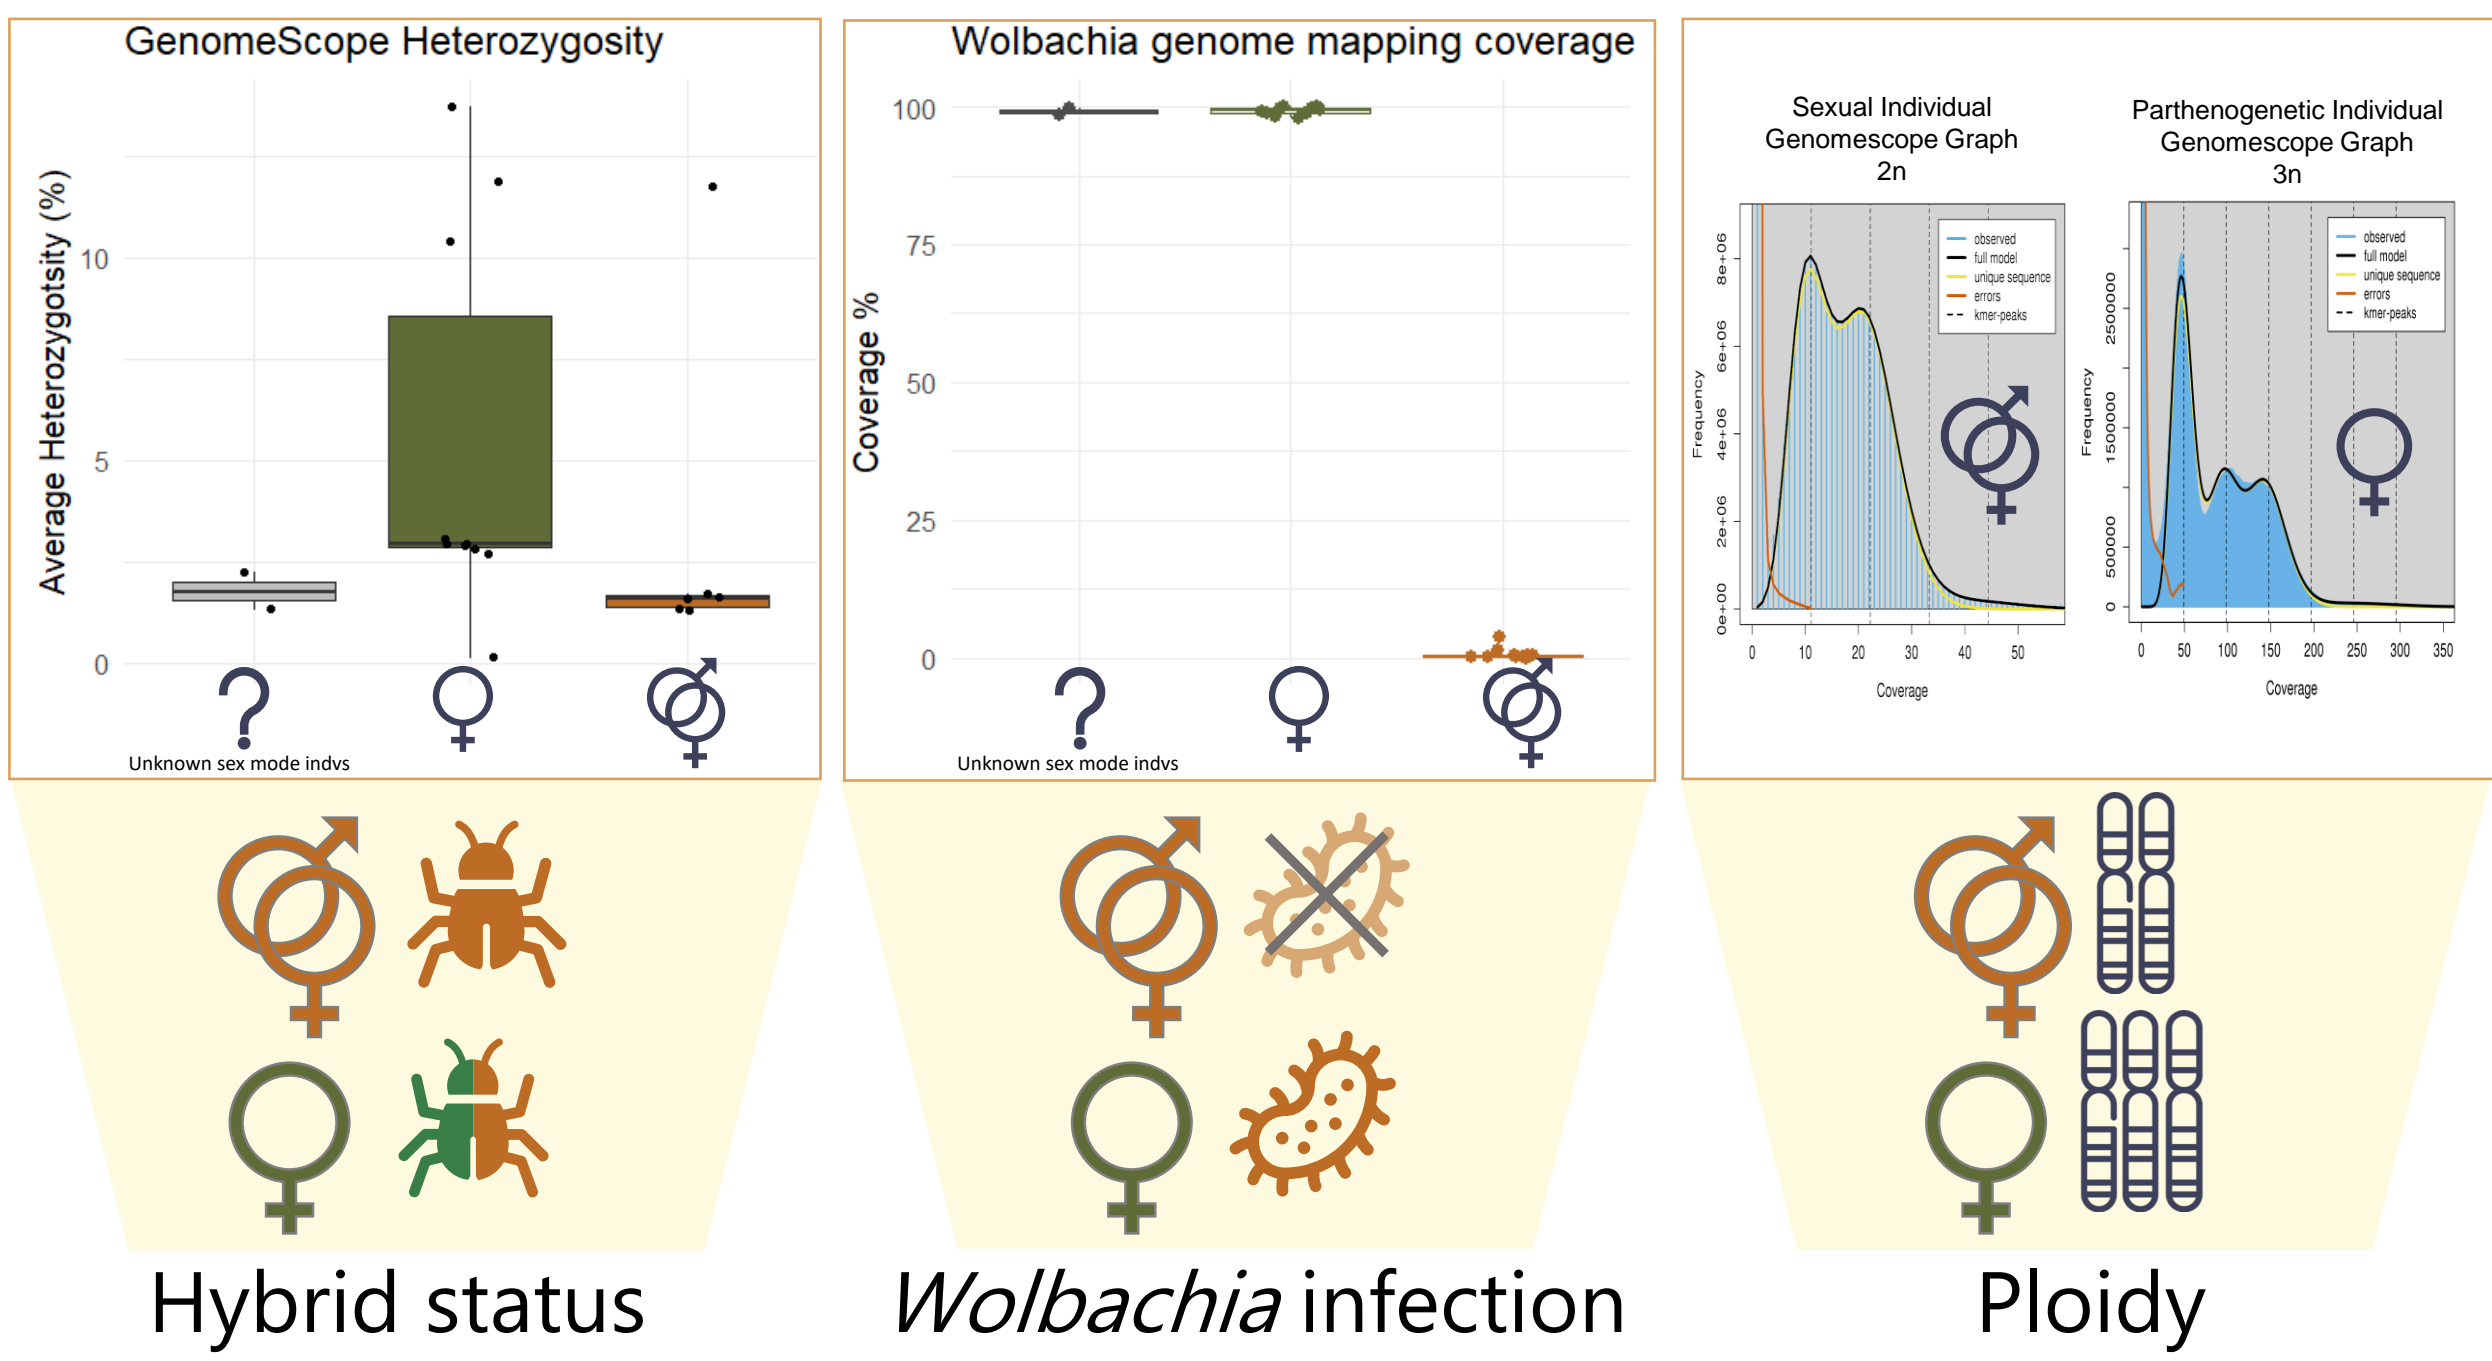 GenomeScope Heterozygosity
Average Heterozygotsity (%)
10
5
0
Unknown sex mode indvs
Wolbachia genome mapping coverage
Coverage %
100
75
50
25
0
Unknown sex mode indvs
Sexual Individual
Genomescope Graph
2n
Frequency
8e+06
6e+06
4e+06
2e+06
0e+00
observed
full model
unique sequence
errors
kmer-peaks
0 10 20 30 40 50
Coverage
Parthenogenetic Individual
Genomescope Graph
3n
Frequency
2500000
1500000
500000
0
observed
full model
unique sequence
errors
kmer-peaks
0 50 100 150 200 250 300 350
Coverage
Hybrid status
Wolbachia infection
Ploidy